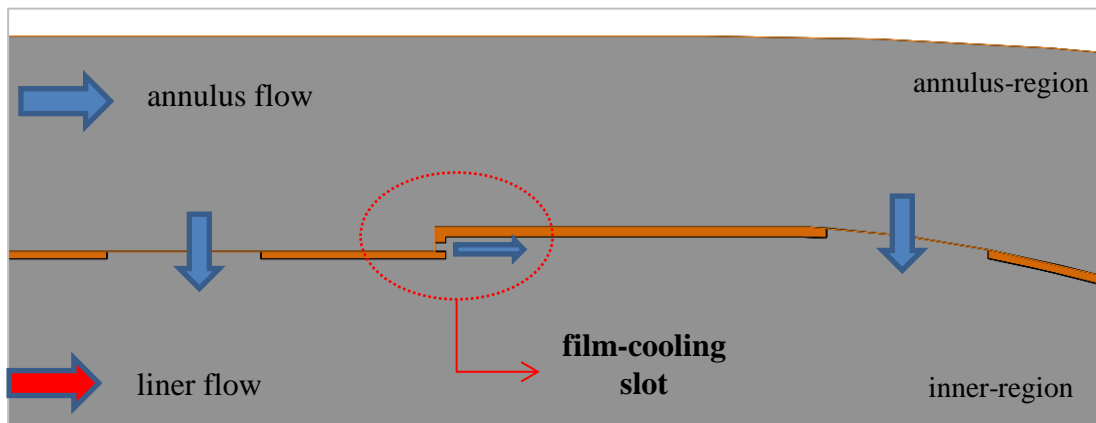 annulus flow
annulus-region
film-cooling
slot
liner flow
inner-region